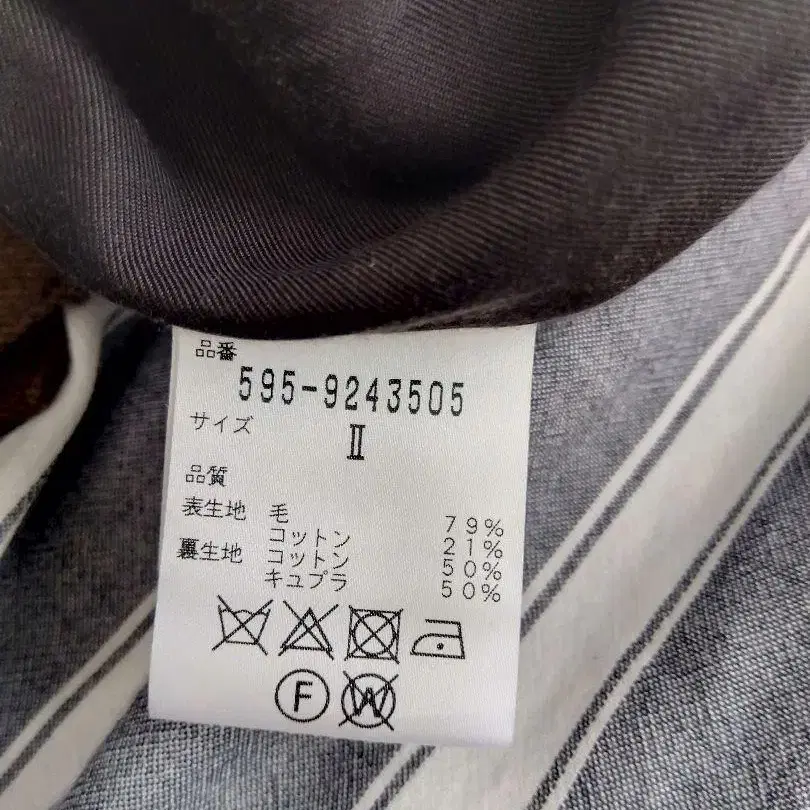 品番
595-9243505
サイズ
Ⅱ
品質
表生地 毛 79%
コットン 21%
裏生地 コットン 50%
キュプラ 50%
F W